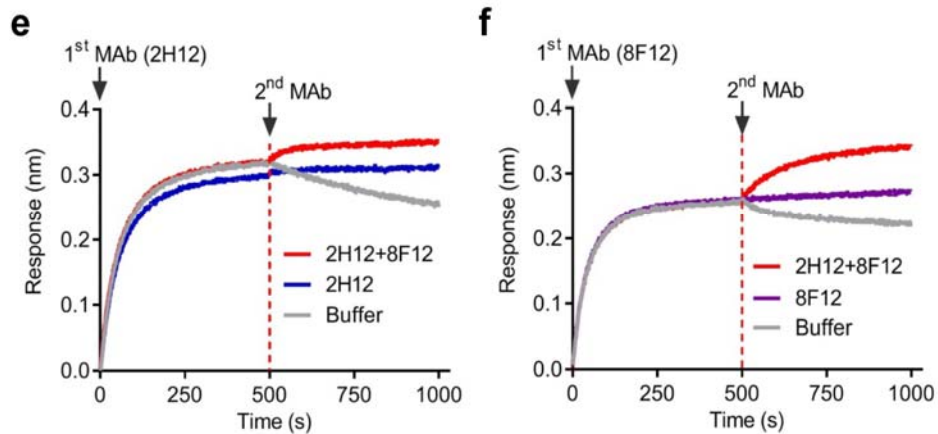 e
1st MAb (2H12)
2nd MAb
0.4
0.3
0.2
0.1
0.0
Response (nm)
2H12+8F12
2H12
Buffer
0 250 500 750 1000
Time (s)
f
1st MAb (8F12)
2nd MAb
0.4
0.3
0.2
0.1
0.0
Response (nm)
2H12+8F12
8F12
Buffer
0 250 500 750 1000
Time (s)